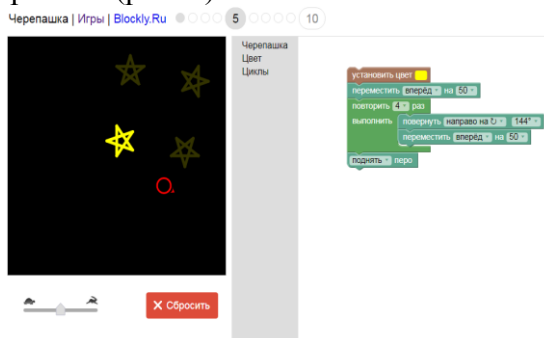 Черепашка | Игры | Blockly.Ru 5 10
Черепашка
Цвет
Циклы
установить цвет
переместить вперёд на 50
повторить 4 раз
выполнить повернуть направо на ↻ 144°
переместить вперёд на 50
поднять перо
Сбросить